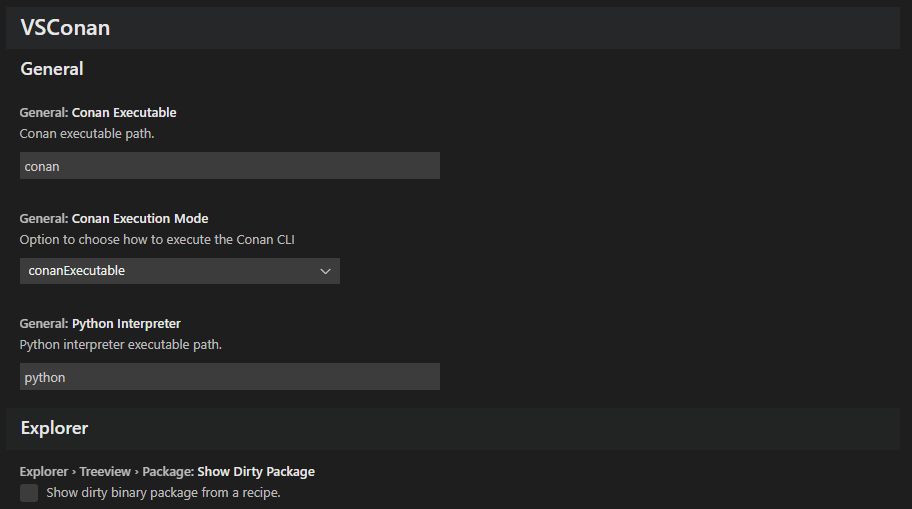 VSConan
General
General: Conan Executable
Conan executable path.
conan
General: Conan Execution Mode
Option to choose how to execute the Conan CLI
conanExecutable
General: Python Interpreter
Python interpreter executable path.
python
Explorer
Explorer › Treeview › Package: Show Dirty Package
Show dirty binary package from a recipe.